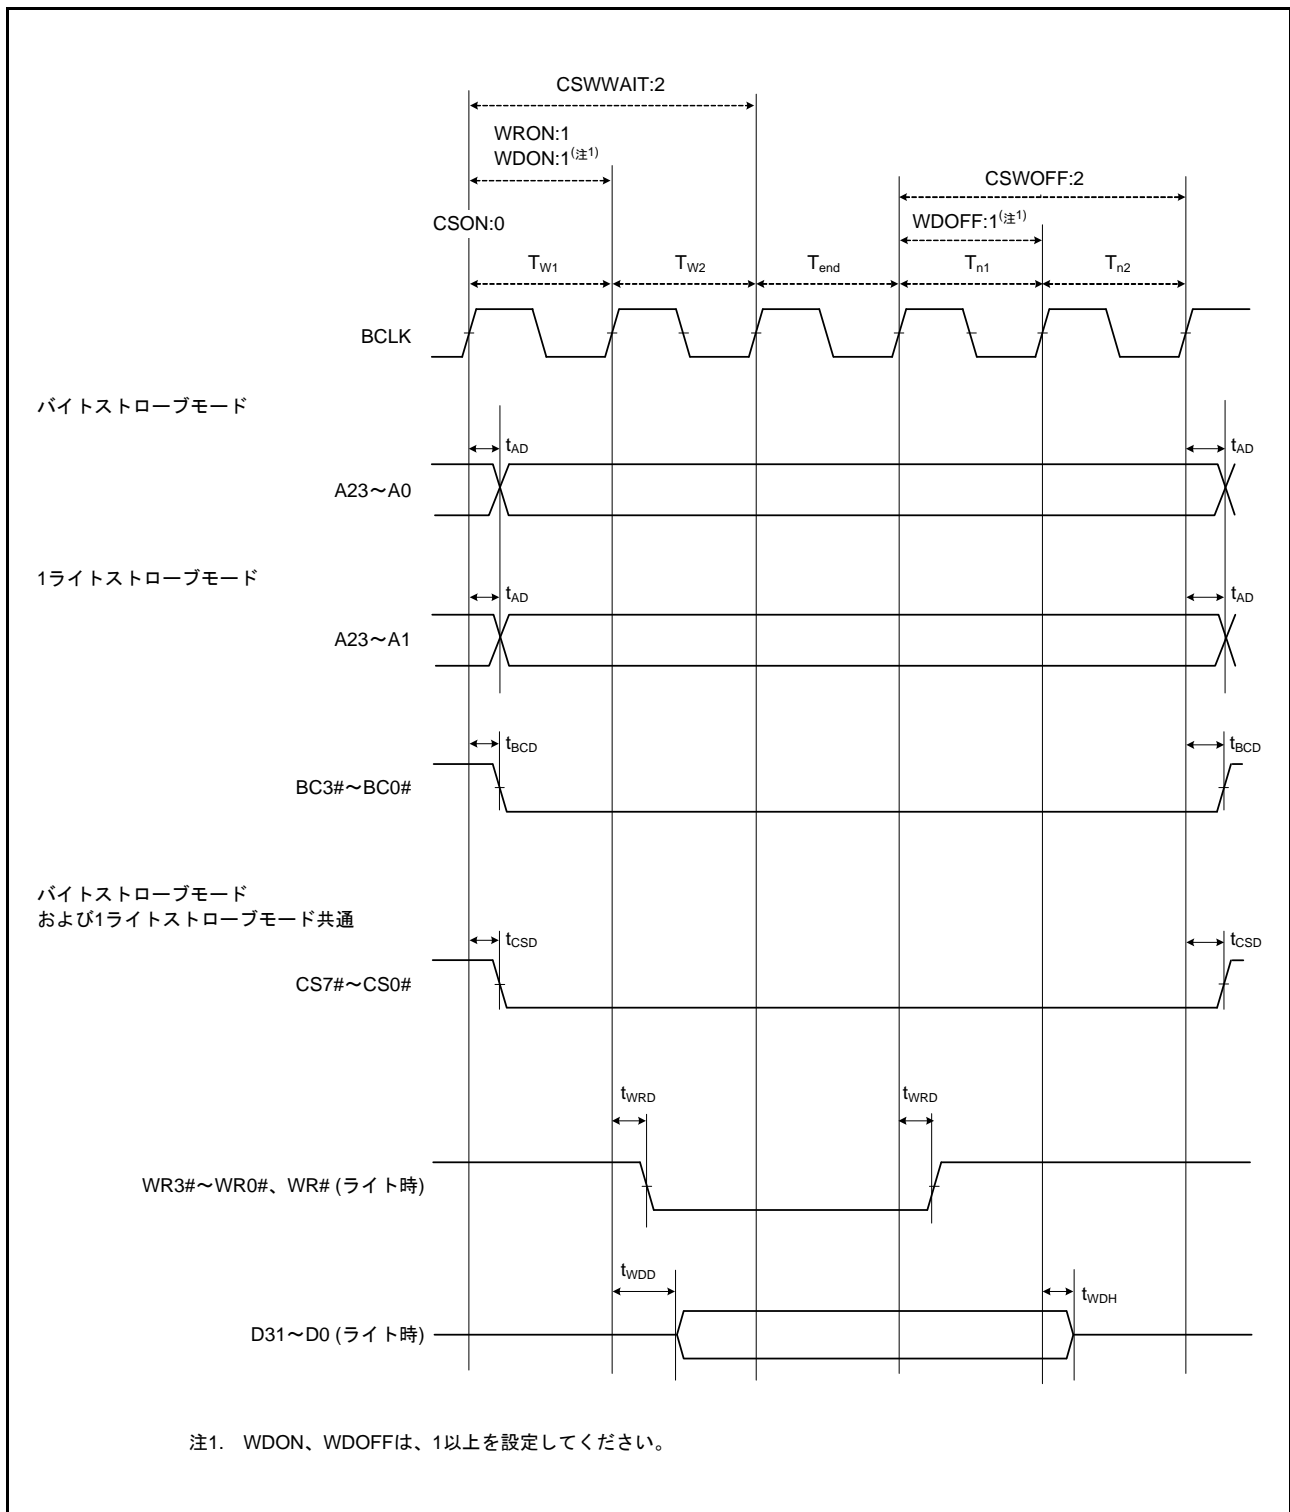 CSWWAIT:2
WRON:1
WDON:1(注1)
CSWOFF:2
CSON:0
WDOFF:1(注1)
TW1 TW2 Tend Tn1 Tn2
BCLK
バイトストローブモード
tAD tAD
A23～A0
1ライトストローブモード
tAD tAD
A23～A1
tBCD tBCD
BC3#～BC0#
バイトストローブモード
および1ライトストローブモード共通
tCSD tCSD
CS7#～CS0#
tWRD tWRD
WR3#～WR0#、WR# (ライト時)
tWDD tWDH
D31～D0 (ライト時)
注1. WDON、WDOFFは、1以上を設定してください。